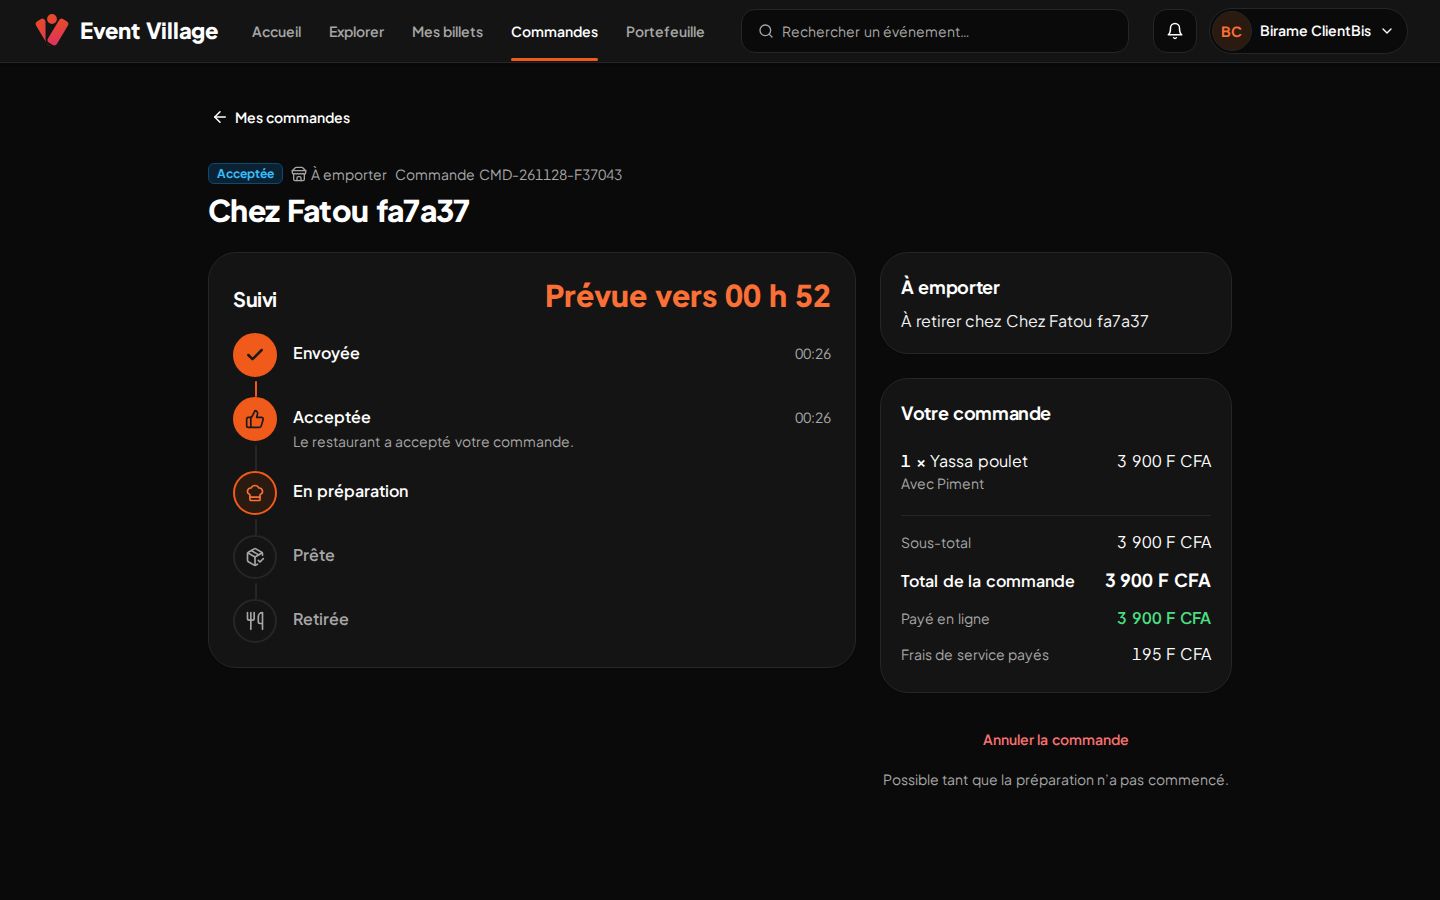 Event Village
Accueil
Explorer
Mes billets
Commandes
Portefeuille
Rechercher un événement…
BC
Birame ClientBis
Mes commandes
Acceptée
À emporter
Commande CMD-261128-F37043
Chez Fatou fa7a37
Suivi
Prévue vers 00 h 52
Envoyée
00:26
Acceptée
00:26
Le restaurant a accepté votre commande.
En préparation
Prête
Retirée
À emporter
À retirer chez Chez Fatou fa7a37
Votre commande
1 × Yassa poulet
3 900 F CFA
Avec Piment
Sous-total
3 900 F CFA
Total de la commande
3 900 F CFA
Payé en ligne
3 900 F CFA
Frais de service payés
195 F CFA
Annuler la commande
Possible tant que la préparation n'a pas commencé.